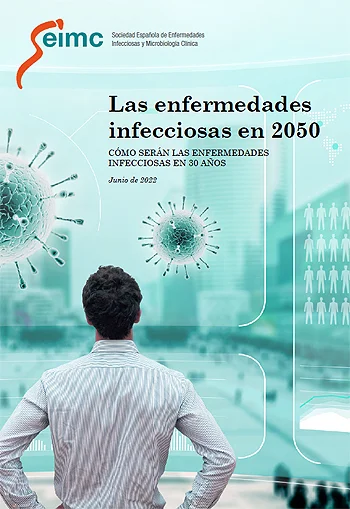 seimc
Sociedad Española de Enfermedades
Infecciosas y Microbiología Clínica
Las enfermedades
infecciosas en 2050
CÓMO SERÁN LAS ENFERMEDADES
INFECCIOSAS EN 30 AÑOS
Junio de 2022